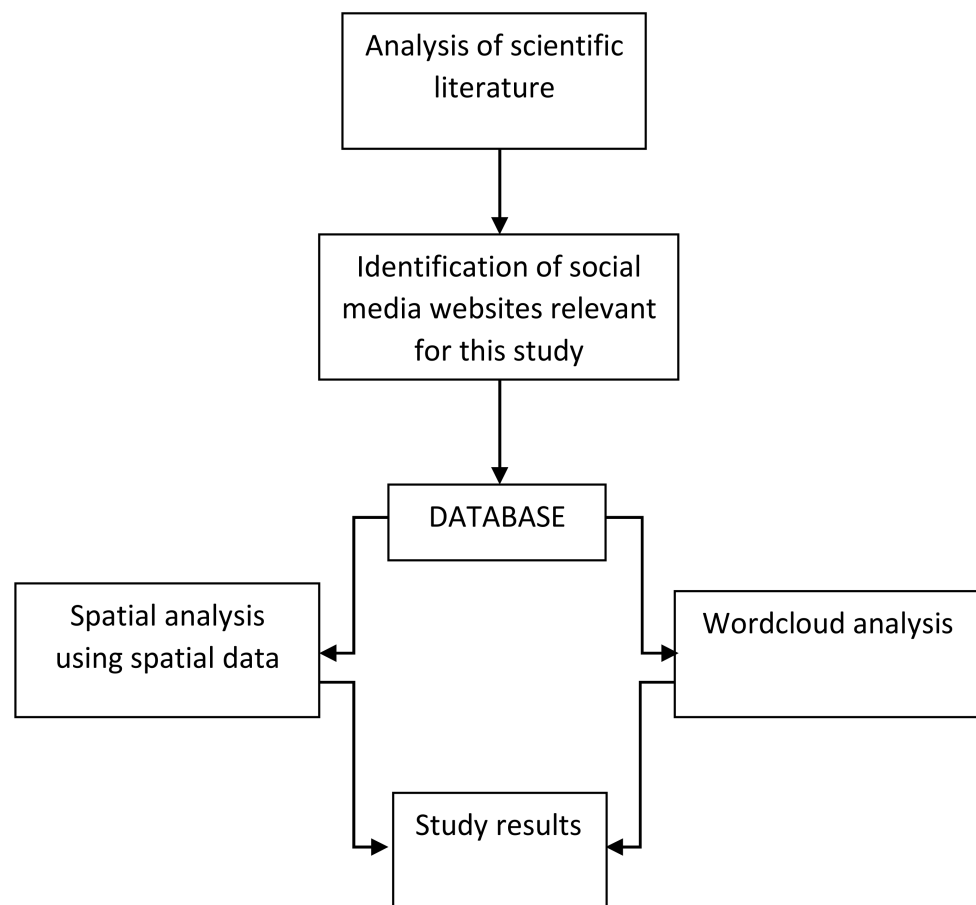 Analysis of scientific
literature
Identification of social
media websites relevant
for this study
DATABASE
Spatial analysis
using spatial data
Wordcloud analysis
Study results